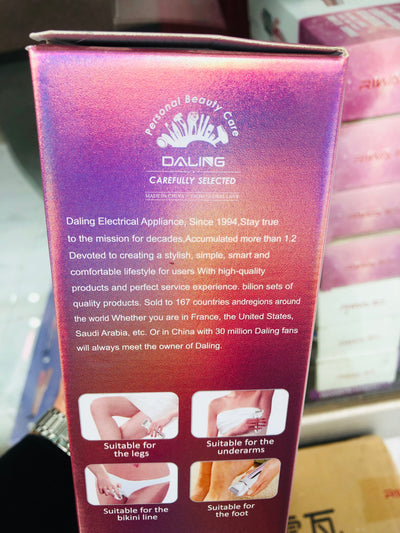 Personal Beauty Care
DALING
CAREFULLY SELECTED
Daling Electrical Appliance, Since 1994,Stay true
to the mission for decades,Accumulated more than 1.2
Devoted to creating a stylish, simple, smart and
comfortable lifestyle for users With high-quality
products and perfect service experience. bilion sets of
quality products. Sold to 167 countries andregions around
the world Whether you are in France, the United States,
Saudi Arabia, etc. Or in China with 30 million Daling fans
will always meet the owner of Daling.
Suitable for
the legs
Suitable for the
underarms
Suitable for the
bikini line
Suitable for
the foot